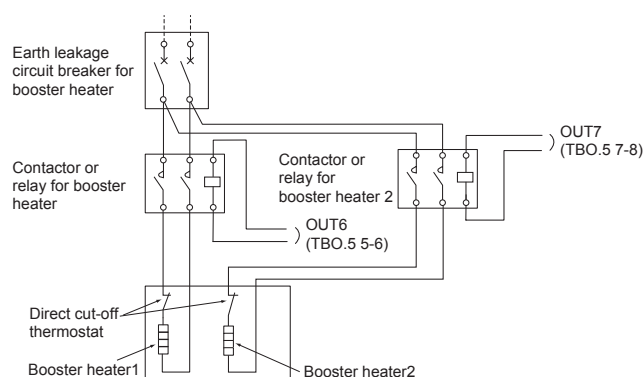 Earth leakage
circuit breaker for
booster heater
OUT7
(TBO.5 7-8)
Contactor or
relay for booster
heater
Contactor or
relay for
booster heater 2
OUT6
(TBO.5 5-6)
Direct cut-off
thermostat
Booster heater1
Booster heater2